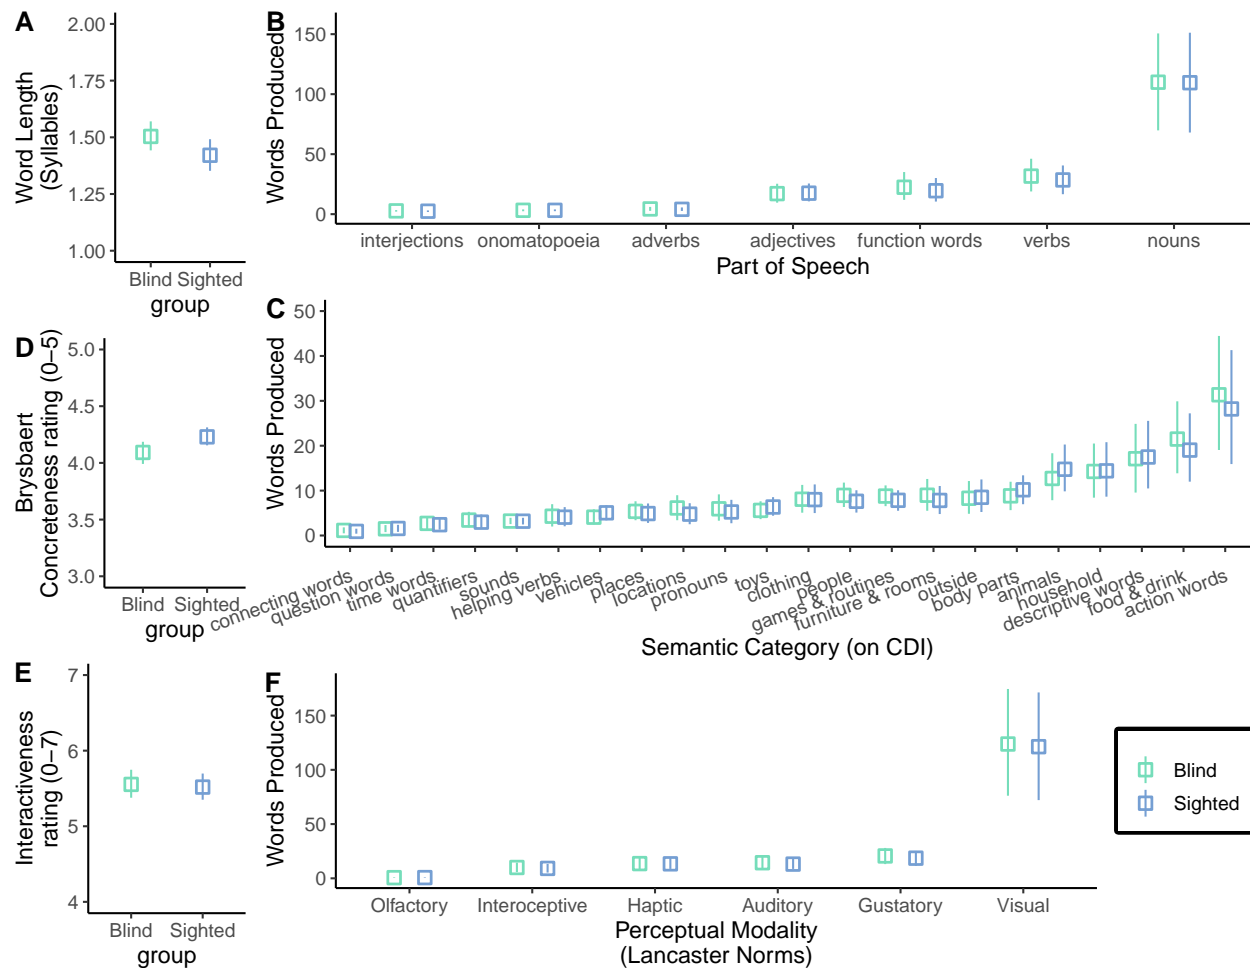 A
Word Length
(Syllables)
2.00
1.75
1.50
1.25
1.00
Blind Sighted
group
B
Words Produced
150
100
50
0
interjections onomatopoeia adverbs adjectives function words verbs nouns
Part of Speech
D
Brysbaert
Concreteness rating (0–5)
5.0
4.5
4.0
3.5
3.0
Blind Sighted
group
C
Words Produced
50
40
30
20
10
0
connecting words
question words
time words
quantifiers
sounds
helping verbs
vehicles
places
locations
pronouns
toys
clothing
people
games & routines
furniture & rooms
outside
body parts
animals
household
descriptive words
food & drink
action words
Semantic Category (on CDI)
E
Interactiveness
rating (0–7)
7
6
5
4
Blind Sighted
group
F
Words Produced
150
100
50
0
Olfactory Interoceptive Haptic Auditory Gustatory Visual
Perceptual Modality
(Lancaster Norms)
Blind
Sighted